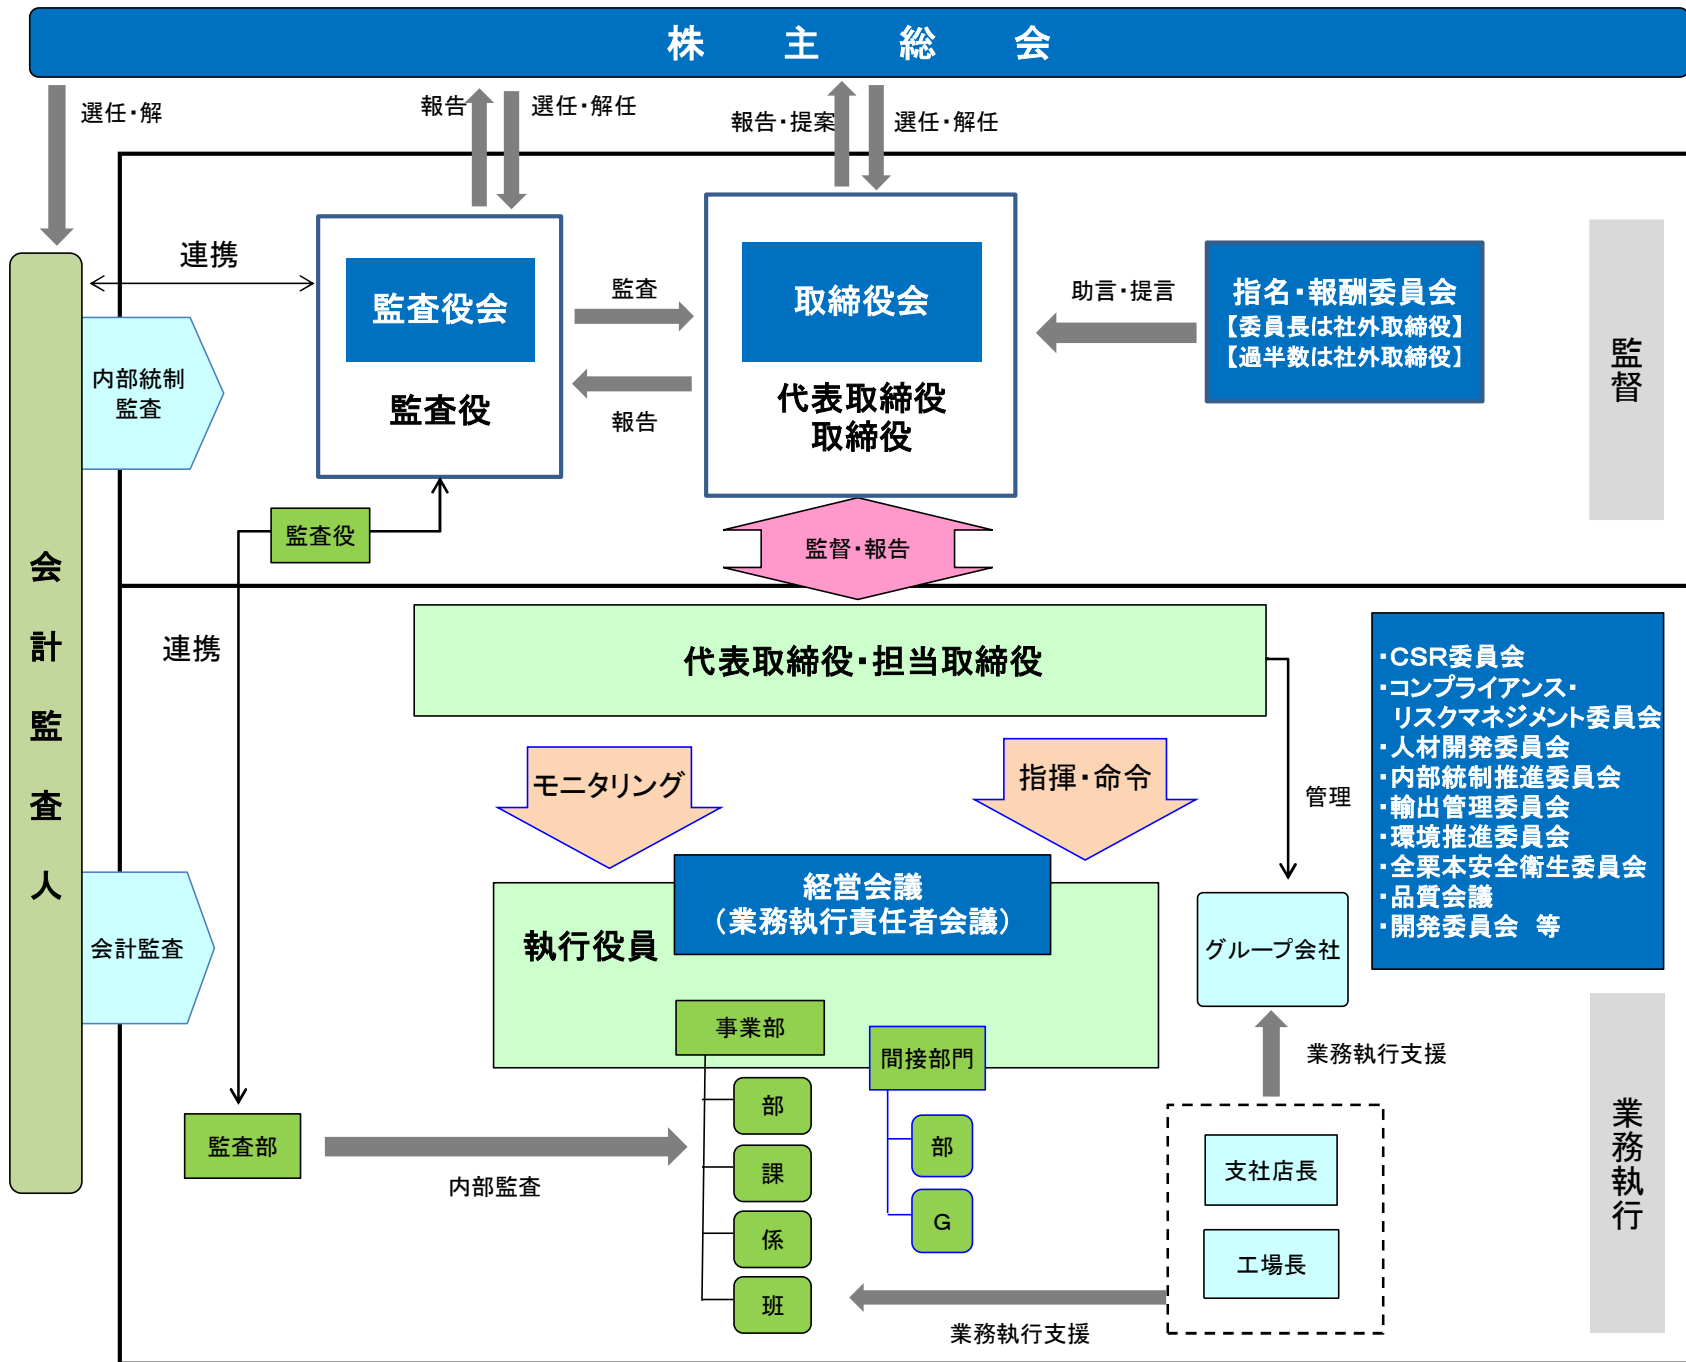 株主総会
選任・解
報告
選任・解任
報告・提案
選任・解任
連携
監査役会
監査役
監査
報告
取締役会
代表取締役
取締役
助言・提言
指名・報酬委員会
【委員長は社外取締役】
【過半数は社外取締役】
監督
内部統制
監査
監査役
監督・報告
会計監査人
連携
代表取締役・担当取締役
・CSR委員会
・コンプライアンス・
リスクマネジメント委員会
・人材開発委員会
・内部統制推進委員会
・輸出管理委員会
・環境推進委員会
・全栗本安全衛生委員会
・品質会議
・開発委員会 等
モニタリング
指揮・命令
管理
経営会議
（業務執行責任者会議）
執行役員
会計監査
グループ会社
事業部
間接部門
業務執行支援
部
課
係
班
部
G
監査部
内部監査
支社店長
工場長
業務執行支援
業務執行